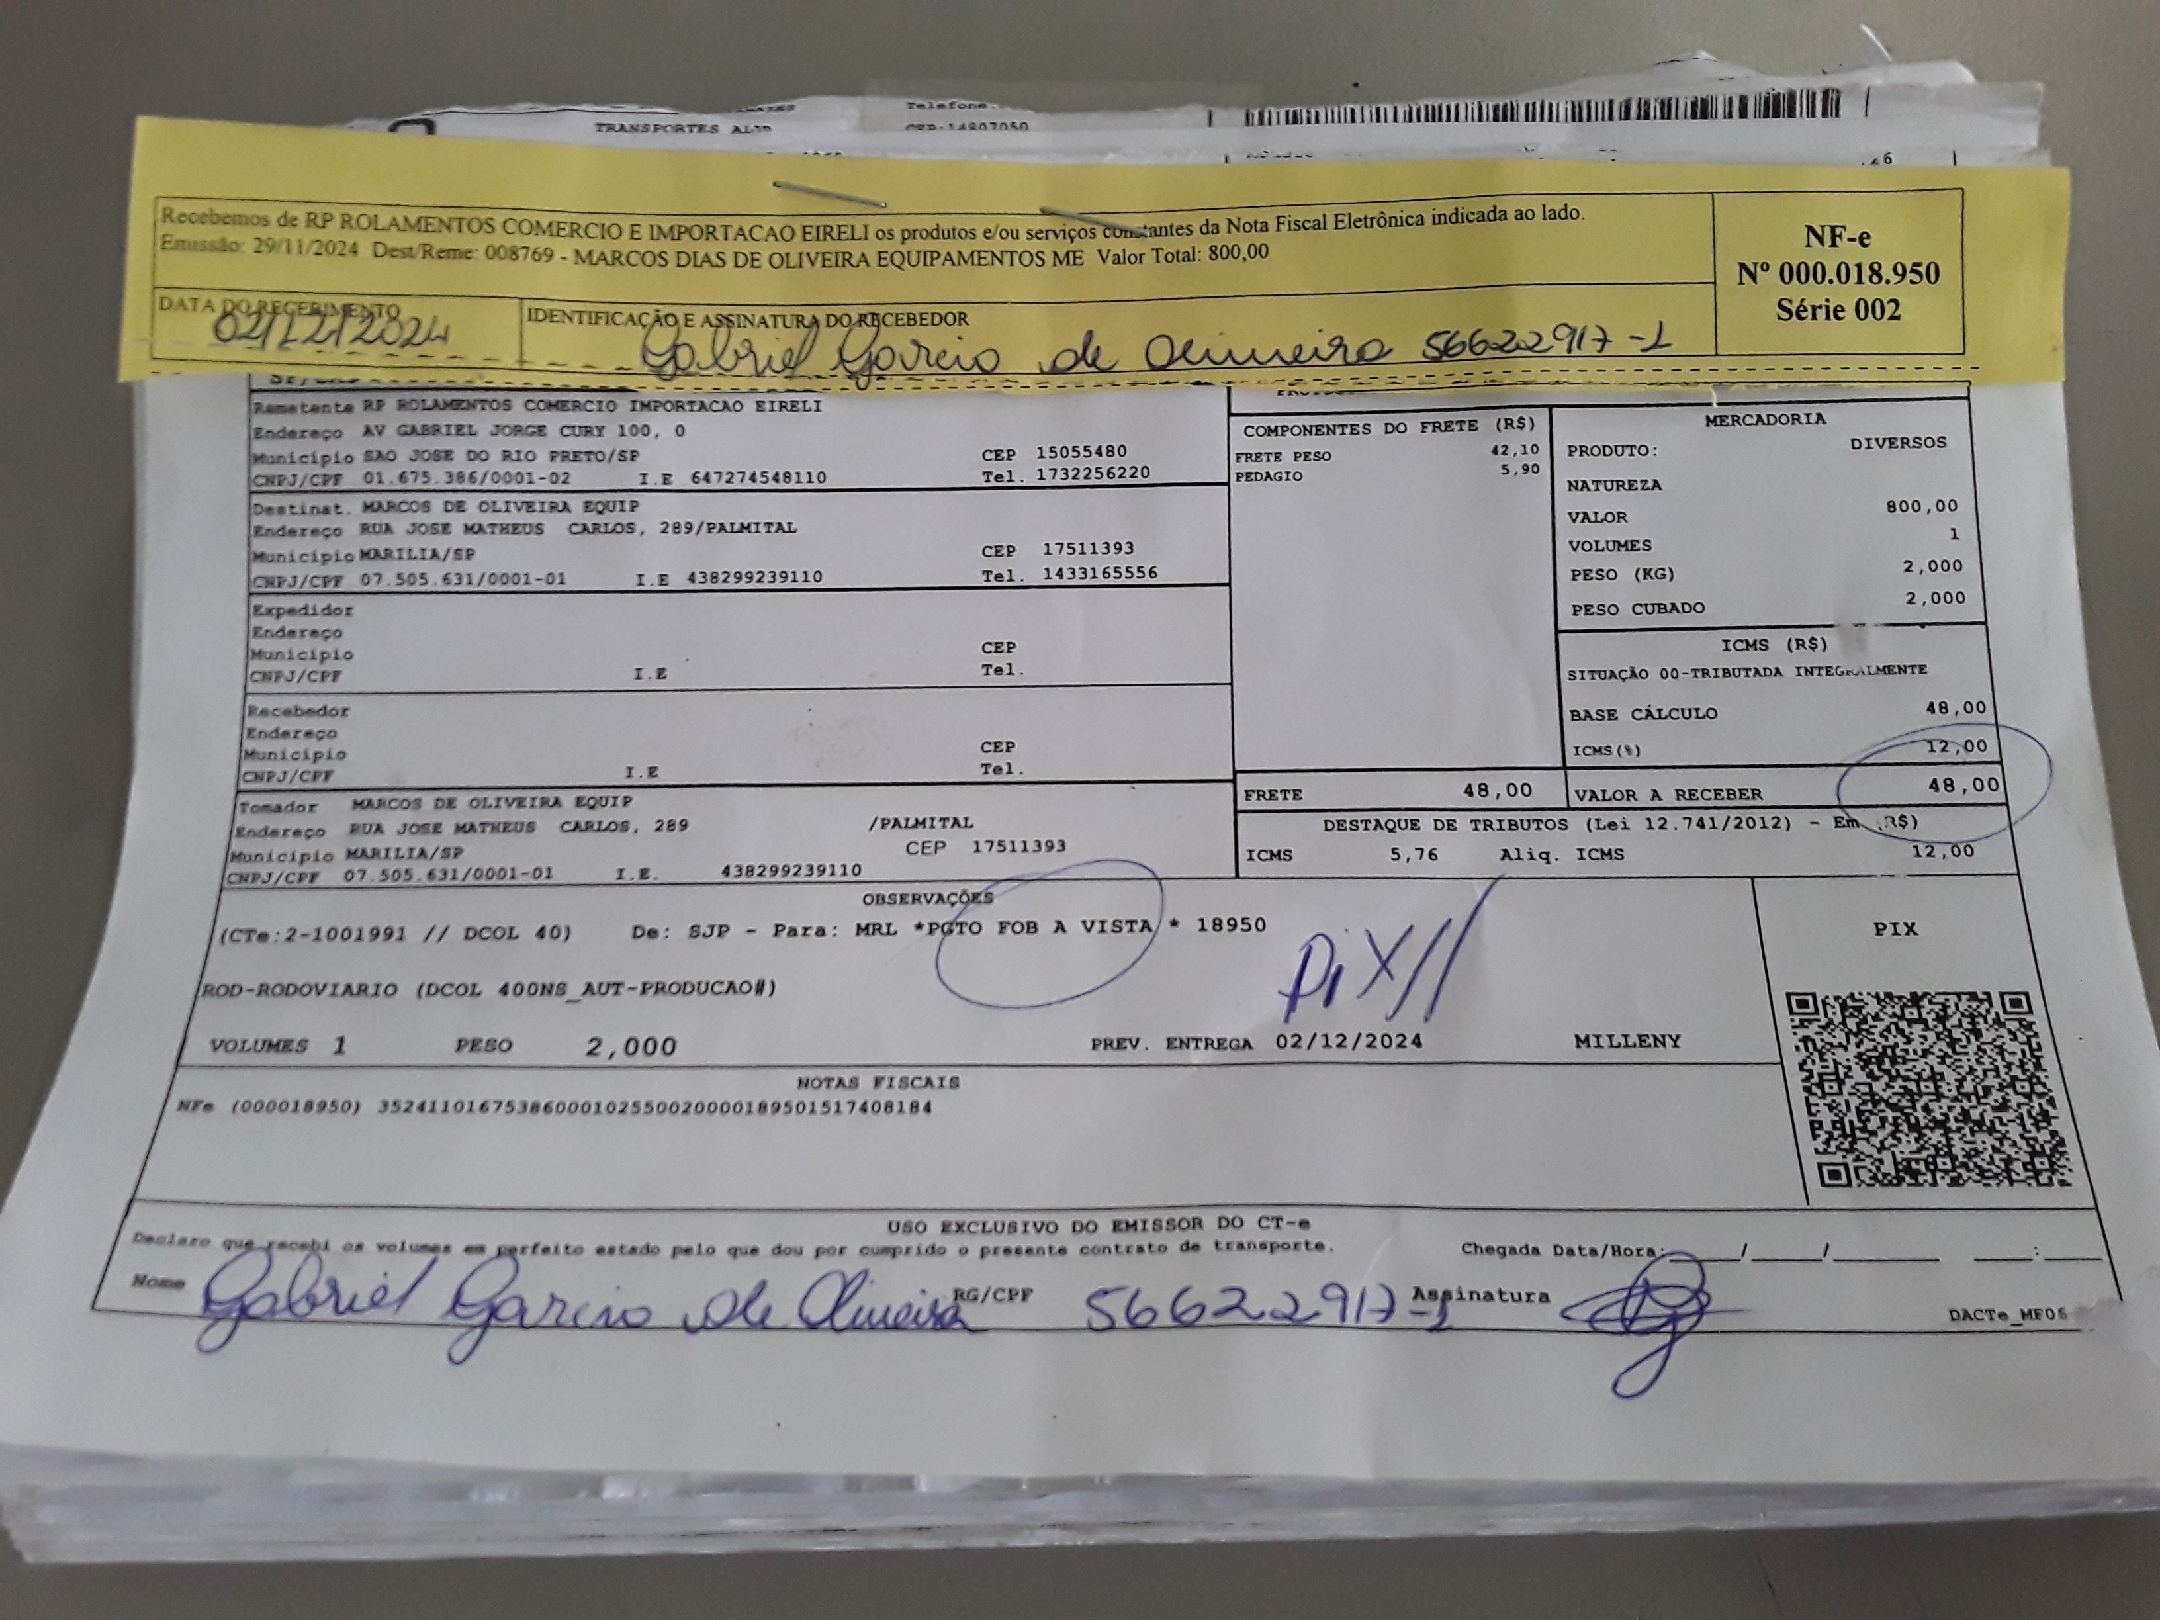 TRANSPORTES
Telefone.
CEP:14807050
Recebemos de RP ROLAMENTOS COMERCIO E IMPORTACAO EIRELI os produtos e/ou serviços constantes da Nota Fiscal Eletrônica indicada ao lado.
Emissão: 29/11/2024 Dest/Reme: 008769 - MARCOS DIAS DE OLIVEIRA EQUIPAMENTOS ME Valor Total: 800,00
NF-e
Nº 000.018.950
Série 002
DATA DO RECEBIMENTO
02/12/2024
IDENTIFICAÇÃO E ASSINATURA DO RECEBEDOR
Gabriel Garcia de Oliveira 56622917-1
Remetente RP ROLAMENTOS COMERCIO IMPORTACAO EIRELI
Endereço AV GABRIEL JORGE CURY 100, 0
Municipio SAO JOSE DO RIO PRETO/SP CEP 15055480
CNPJ/CPF 01.675.386/0001-02 I.E 647274548110 Tel. 1732256220
Destinat. MARCOS DE OLIVEIRA EQUIP
Endereço RUA JOSE MATHEUS CARLOS, 289/PALMITAL
Municipio MARILIA/SP CEP 17511393
CNPJ/CPF 07.505.631/0001-01 I.E 438299239110 Tel. 1433165556
Expedidor
Endereço
Municipio CEP
CNPJ/CPF I.E Tel.
Recebedor
Endereço
Municipio CEP
CNPJ/CPF I.E Tel.
Tomador MARCOS DE OLIVEIRA EQUIP
Endereço RUA JOSE MATHEUS CARLOS, 289 /PALMITAL
Municipio MARILIA/SP CEP 17511393
CNPJ/CPF 07.505.631/0001-01 I.E. 438299239110
COMPONENTES DO FRETE (R$)
FRETE PESO 42,10
PEDAGIO 5,90
MERCADORIA
PRODUTO: DIVERSOS
NATUREZA
VALOR 800,00
VOLUMES 1
PESO (KG) 2,000
PESO CUBADO 2,000
ICMS (R$)
SITUAÇÃO 00-TRIBUTADA INTEGRALMENTE
BASE CÁLCULO 48,00
ICMS(%) 12,00
FRETE 48,00 VALOR A RECEBER 48,00
DESTAQUE DE TRIBUTOS (Lei 12.741/2012) - Em (R$)
ICMS 5,76 Aliq. ICMS 12,00
OBSERVAÇÕES
(CTe:2-1001991 // DCOL 40) De: SJP - Para: MRL *PGTO FOB A VISTA * 18950
PIX//
ROD-RODOVIARIO (DCOL 400NS_AUT-PRODUCAO#)
VOLUMES 1 PESO 2,000 PREV. ENTREGA 02/12/2024 MILLENY
PIX
NOTAS FISCAIS
NFe (000018950) 35241101675386000102550020000189501517408184
USO EXCLUSIVO DO EMISSOR DO CT-e
Declaro que recebi os volumes em perfeito estado pelo que dou por cumprido o presente contrato de transporte. Chegada Data/Hora: ____/____/______ ___:___
Nome Gabriel Garcia de Oliveira RG/CPF 56622917-1 Assinatura
DACTe_MF06